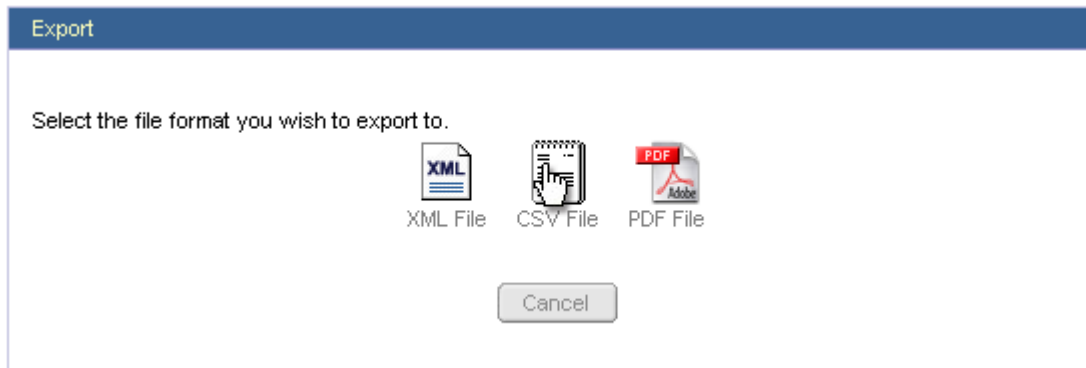 Export
Select the file format you wish to export to.
XML
PDF
Adobe
XML File CSV File PDF File
Cancel